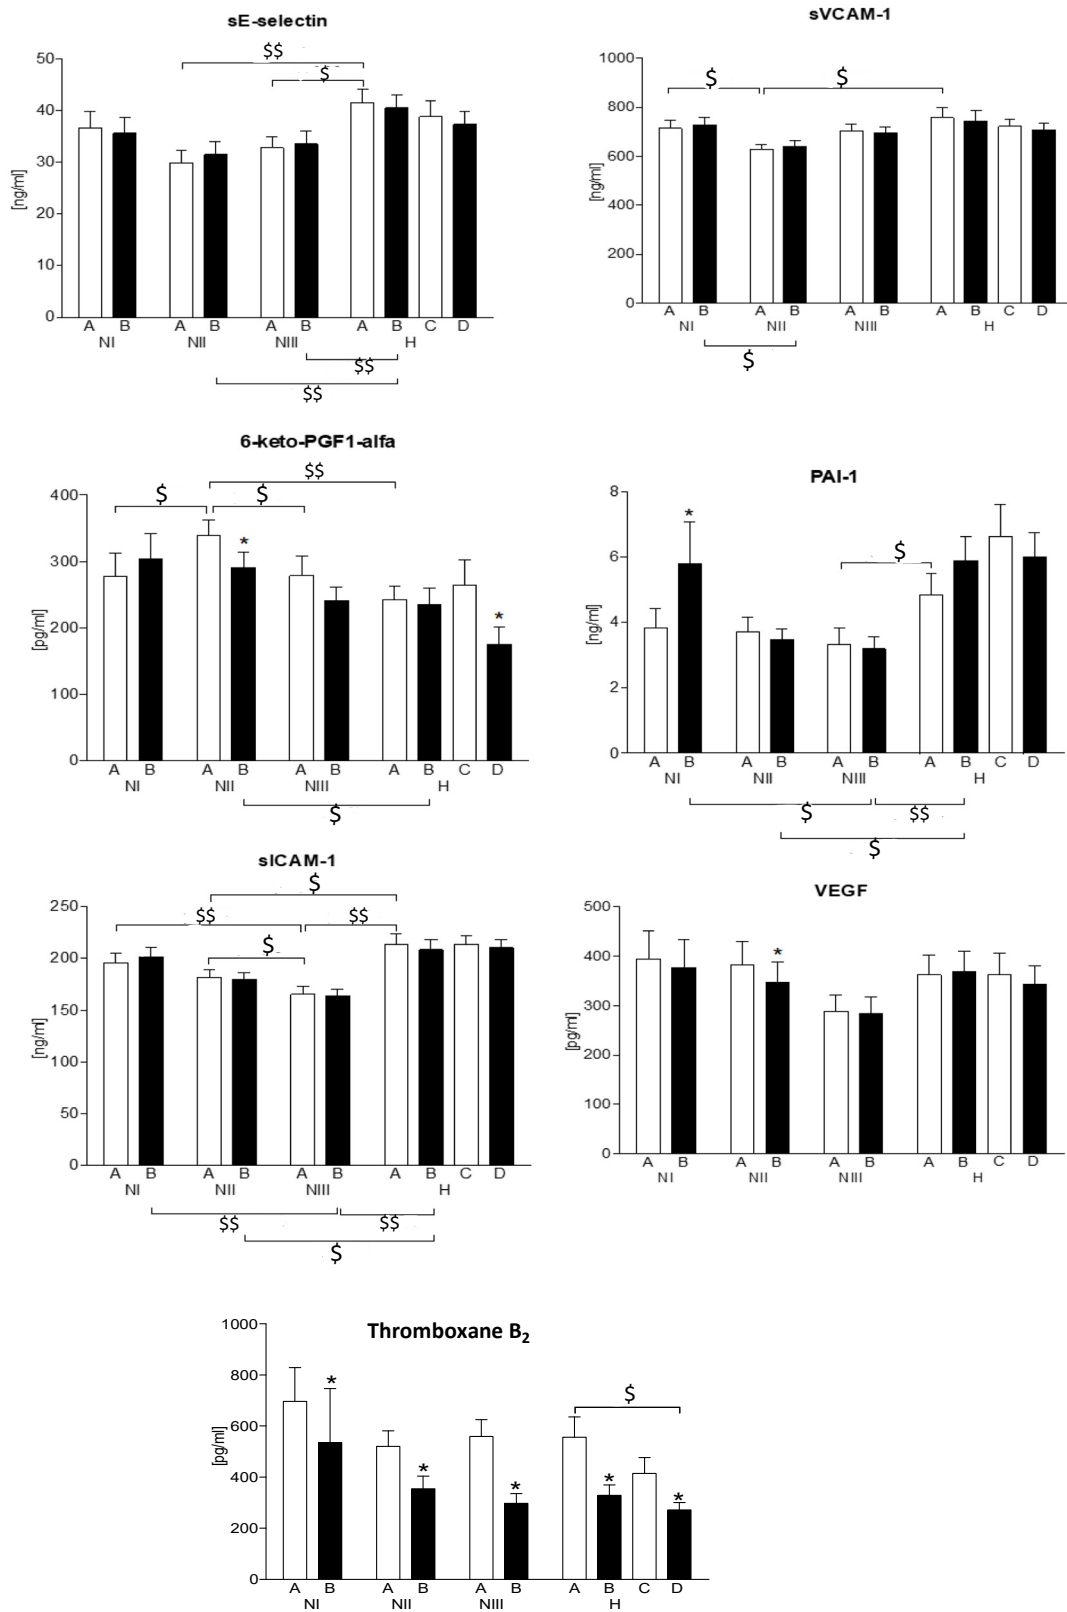 sE-selectin
$$
$
50
40
30
20
10
0
[ng/ml]
A B A B A B A B C D
NI NII NIII H
$$
$$
sVCAM-1
$ $
1000
800
600
400
200
0
[ng/ml]
A B A B A B A B C D
NI NII NIII H
$
6-keto-PGF1-alfa
$$
$ $
400
300
200
100
0
[pg/ml]
*
*
A B A B A B A B C D
NI NII NIII H
$
PAI-1
8
6
4
2
0
[ng/ml]
*
$
A B A B A B A B C D
NI NII NIII H
$ $$
$
sICAM-1
$
$$ $$
$
250
200
150
100
50
0
[ng/ml]
A B A B A B A B C D
NI NII NIII H
$$ $$
$
VEGF
500
400
300
200
100
0
[pg/ml]
*
A B A B A B A B C D
NI NII NIII H
Thromboxane B2
1000
800
600
400
200
0
[pg/ml]
$
* * * * *
A B A B A B A B C D
NI NII NIII H